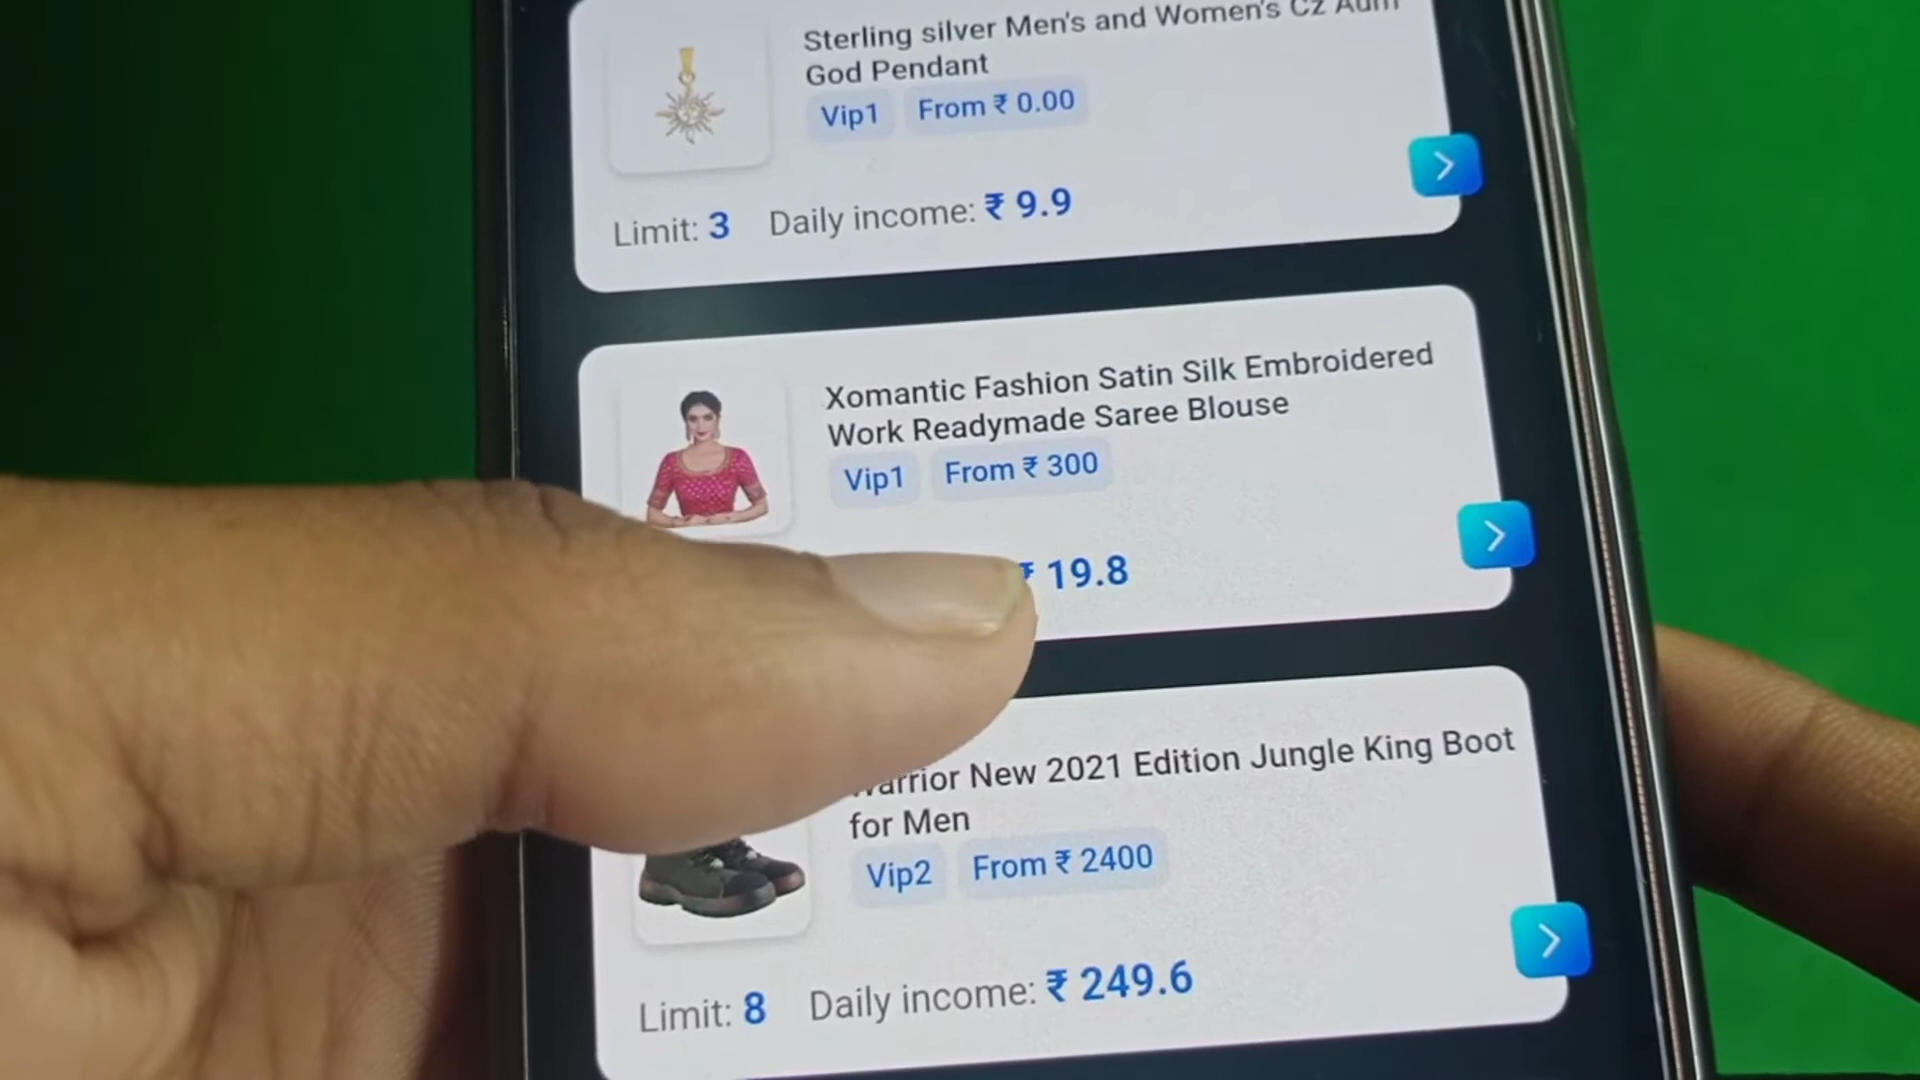 Sterling silver Men's and Women's Cz Aum
God Pendant
Vip1 From ₹ 0.00
Limit: 3 Daily income: ₹ 9.9
Xomantic Fashion Satin Silk Embroidered
Work Readymade Saree Blouse
Vip1 From ₹ 300
₹ 19.8
Warrior New 2021 Edition Jungle King Boot
for Men
Vip2 From ₹ 2400
Limit: 8 Daily income: ₹ 249.6